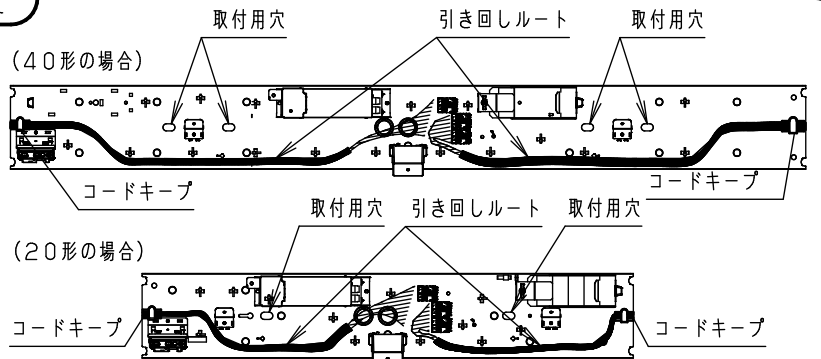 取付用穴 引き回しルート 取付用穴
(40形の場合)
コードキープ コードキープ
取付用穴 引き回しルート 取付用穴
(20形の場合)
コードキープ コードキープ